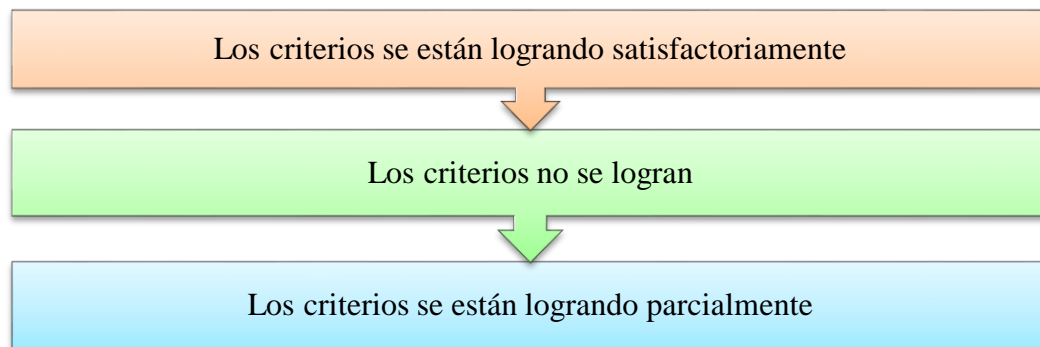 Los criterios se están logrando satisfactoriamente
Los criterios no se logran
Los criterios se están logrando parcialmente